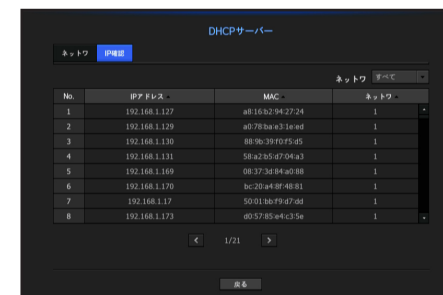 DHCPサーバー
ネットワ IP確認
ネットワ すべて
No. IPアドレス MAC ネットワ
1 192.168.1.127 a8:16:b2:94:27:24 1
2 192.168.1.129 a0:78:ba:e3:1e:ed 1
3 192.168.1.130 88:9b:39:f0:f5:d5 1
4 192.168.1.131 58:a2:b5:d7:04:a3 1
5 192.168.1.169 08:37:3d:84:a0:88 1
6 192.168.1.170 bc:20:a4:8f:48:81 1
7 192.168.1.17 50:01:bb:f9:d7:dd 1
8 192.168.1.173 d0:57:85:e4:c3:5e 1
< 1/21 >
戻る